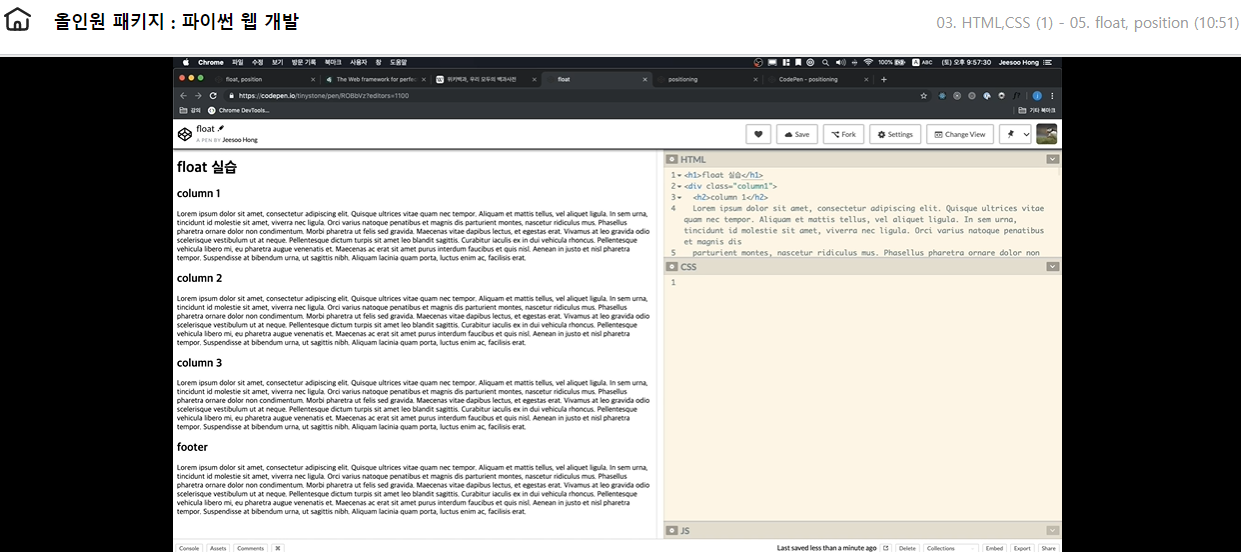 올인원 패키지 : 파이썬 웹 개발
03. HTML,CSS (1) - 05. float, position (10:51)
Chrome 파일 수정 보기 방문 기록 북마크 사용자 창 도움말
100% ABC (토) 오후 9:57:30 Jeesoo Hong
float, position
The Web framework for perfec
위키백과, 우리 모두의 백과사전
float
positioning
CodePen - positioning
https://codepen.io/tinystone/pen/ROBbVz?editors=1100
강의 Chrome DevTools...
기타 북마크
float
A PEN BY Jeesoo Hong
Save Fork Settings Change View
float 실습
column 1
Lorem ipsum dolor sit amet, consectetur adipiscing elit. Quisque ultrices vitae quam nec tempor. Aliquam et mattis tellus, vel aliquet ligula. In sem urna,
tincidunt id molestie sit amet, viverra nec ligula. Orci varius natoque penatibus et magnis dis parturient montes, nascetur ridiculus mus. Phasellus
pharetra ornare dolor non condimentum. Morbi pharetra ut felis sed gravida. Maecenas vitae dapibus lectus, et egestas erat. Vivamus at leo gravida odio
scelerisque vestibulum ut at neque. Pellentesque dictum turpis sit amet leo blandit sagittis. Curabitur iaculis ex in dui vehicula rhoncus. Pellentesque
vehicula libero mi, eu pharetra augue venenatis et. Maecenas ac erat sit amet purus interdum faucibus et quis nisl. Aenean in justo et nisl pharetra
tempor. Suspendisse at bibendum urna, ut sagittis nibh. Aliquam lacinia quam porta, luctus enim ac, facilisis erat.
column 2
Lorem ipsum dolor sit amet, consectetur adipiscing elit. Quisque ultrices vitae quam nec tempor. Aliquam et mattis tellus, vel aliquet ligula. In sem urna,
tincidunt id molestie sit amet, viverra nec ligula. Orci varius natoque penatibus et magnis dis parturient montes, nascetur ridiculus mus. Phasellus
pharetra ornare dolor non condimentum. Morbi pharetra ut felis sed gravida. Maecenas vitae dapibus lectus, et egestas erat. Vivamus at leo gravida odio
scelerisque vestibulum ut at neque. Pellentesque dictum turpis sit amet leo blandit sagittis. Curabitur iaculis ex in dui vehicula rhoncus. Pellentesque
vehicula libero mi, eu pharetra augue venenatis et. Maecenas ac erat sit amet purus interdum faucibus et quis nisl. Aenean in justo et nisl pharetra
tempor. Suspendisse at bibendum urna, ut sagittis nibh. Aliquam lacinia quam porta, luctus enim ac, facilisis erat.
column 3
Lorem ipsum dolor sit amet, consectetur adipiscing elit. Quisque ultrices vitae quam nec tempor. Aliquam et mattis tellus, vel aliquet ligula. In sem urna,
tincidunt id molestie sit amet, viverra nec ligula. Orci varius natoque penatibus et magnis dis parturient montes, nascetur ridiculus mus. Phasellus
pharetra ornare dolor non condimentum. Morbi pharetra ut felis sed gravida. Maecenas vitae dapibus lectus, et egestas erat. Vivamus at leo gravida odio
scelerisque vestibulum ut at neque. Pellentesque dictum turpis sit amet leo blandit sagittis. Curabitur iaculis ex in dui vehicula rhoncus. Pellentesque
vehicula libero mi, eu pharetra augue venenatis et. Maecenas ac erat sit amet purus interdum faucibus et quis nisl. Aenean in justo et nisl pharetra
tempor. Suspendisse at bibendum urna, ut sagittis nibh. Aliquam lacinia quam porta, luctus enim ac, facilisis erat.
footer
Lorem ipsum dolor sit amet, consectetur adipiscing elit. Quisque ultrices vitae quam nec tempor. Aliquam et mattis tellus, vel aliquet ligula. In sem urna,
tincidunt id molestie sit amet, viverra nec ligula. Orci varius natoque penatibus et magnis dis parturient montes, nascetur ridiculus mus. Phasellus
pharetra ornare dolor non condimentum. Morbi pharetra ut felis sed gravida. Maecenas vitae dapibus lectus, et egestas erat. Vivamus at leo gravida odio
scelerisque vestibulum ut at neque. Pellentesque dictum turpis sit amet leo blandit sagittis. Curabitur iaculis ex in dui vehicula rhoncus. Pellentesque
vehicula libero mi, eu pharetra augue venenatis et. Maecenas ac erat sit amet purus interdum faucibus et quis nisl. Aenean in justo et nisl pharetra
tempor. Suspendisse at bibendum urna, ut sagittis nibh. Aliquam lacinia quam porta, luctus enim ac, facilisis erat.
HTML
1 <h1>float 실습</h1>
2 <div class="column1">
3 <h2>column 1</h2>
4 Lorem ipsum dolor sit amet, consectetur adipiscing elit. Quisque ultrices vitae
quam nec tempor. Aliquam et mattis tellus, vel aliquet ligula. In sem urna,
tincidunt id molestie sit amet, viverra nec ligula. Orci varius natoque penatibus
et magnis dis
5 parturient montes, nascetur ridiculus mus. Phasellus pharetra ornare dolor non
CSS
1
JS
Console Assets Comments ⌘
Last saved less than a minute ago Delete Collections Embed Export Share